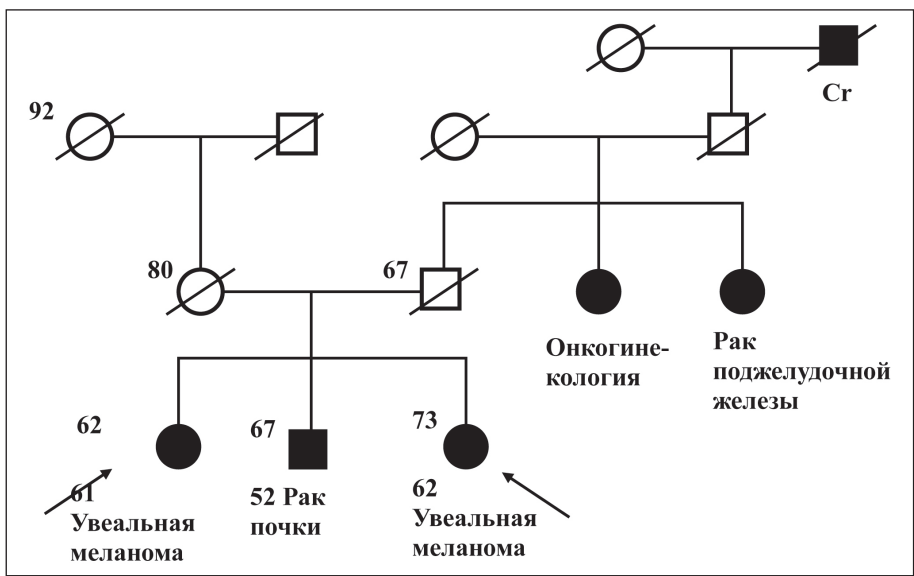 Cr
92
80
67
Онкогине-
кология
Рак
поджелудочной
железы
62
61
Увеальная
меланома
67
52 Рак
почки
73
62
Увеальная
меланома